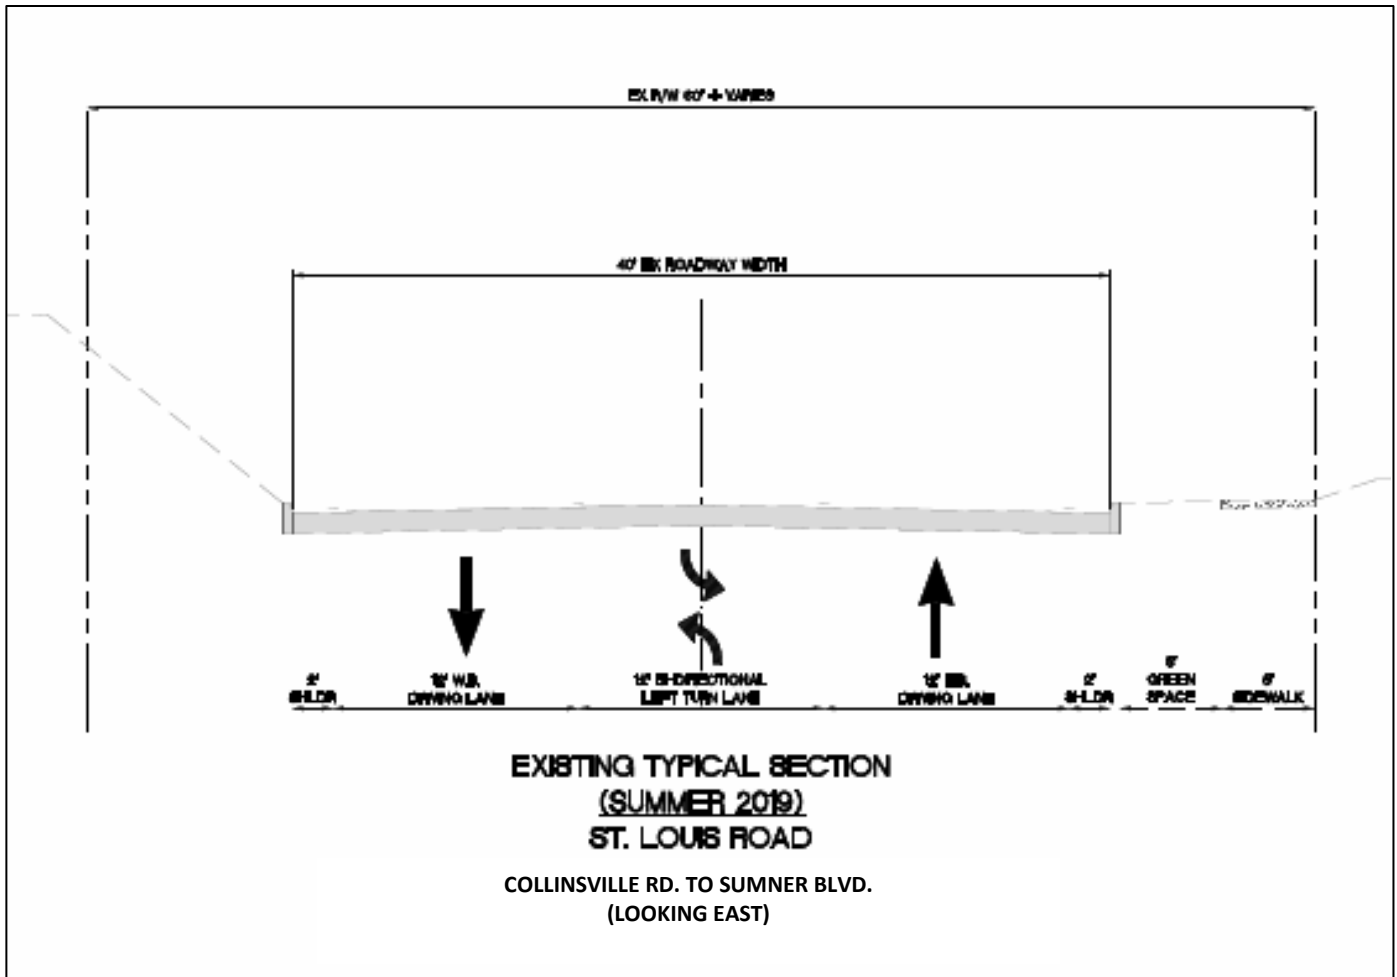 EX R/W 60' + VARIES
40' EX ROADWAY WIDTH
2'
SHLDR
12' W.B.
DRIVING LANE
12' BI-DIRECTIONAL
LEFT TURN LANE
12' E.B.
DRIVING LANE
2'
SHLDR
GREEN
SPACE
SIDEWALK
EXISTING TYPICAL SECTION
(SUMMER 2019)
ST. LOUIS ROAD
COLLINSVILLE RD. TO SUMNER BLVD.
(LOOKING EAST)